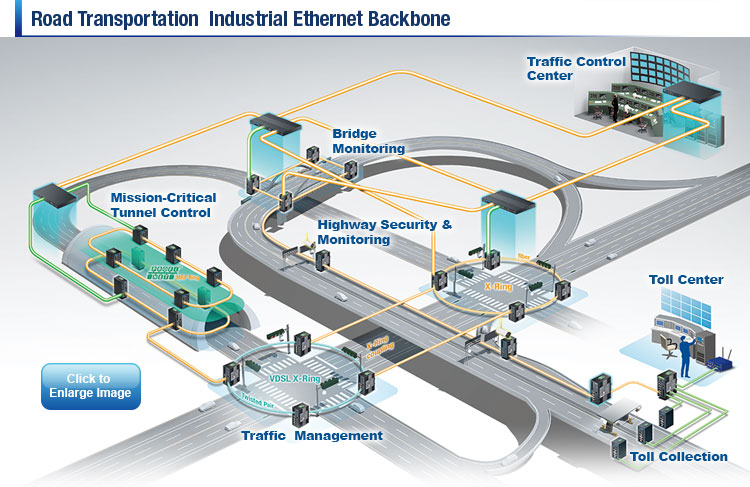 Road Transportation Industrial Ethernet Backbone
Traffic Control
Center
Bridge
Monitoring
Mission-Critical
Tunnel Control
Highway Security &
Monitoring
fiber
X-Ring
Toll Center
X-Ring
Coupling
VDSL X-Ring
Twisted Pair
Click to
Enlarge Image
Traffic Management
Toll Collection